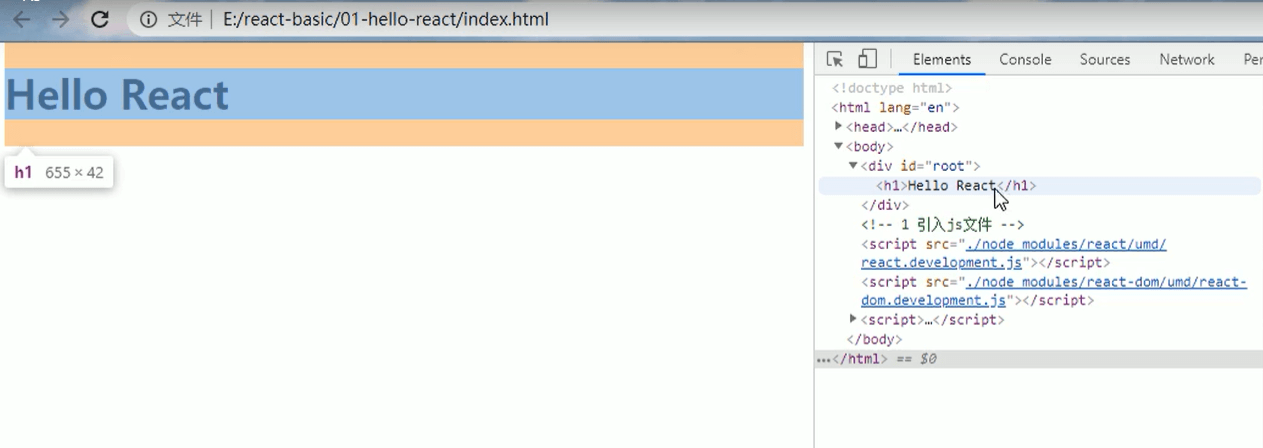 文件 | E:/react-basic/01-hello-react/index.html
Hello React
h1 655 × 42
Elements Console Sources Network Per
<!doctype html>
<html lang="en">
<head>…</head>
<body>
<div id="root">
<h1>Hello React</h1>
</div>
<!-- 1 引入js文件 -->
<script src="./node_modules/react/umd/
react.development.js"></script>
<script src="./node_modules/react-dom/umd/react-
dom.development.js"></script>
<script>…</script>
</body>
…</html> == $0